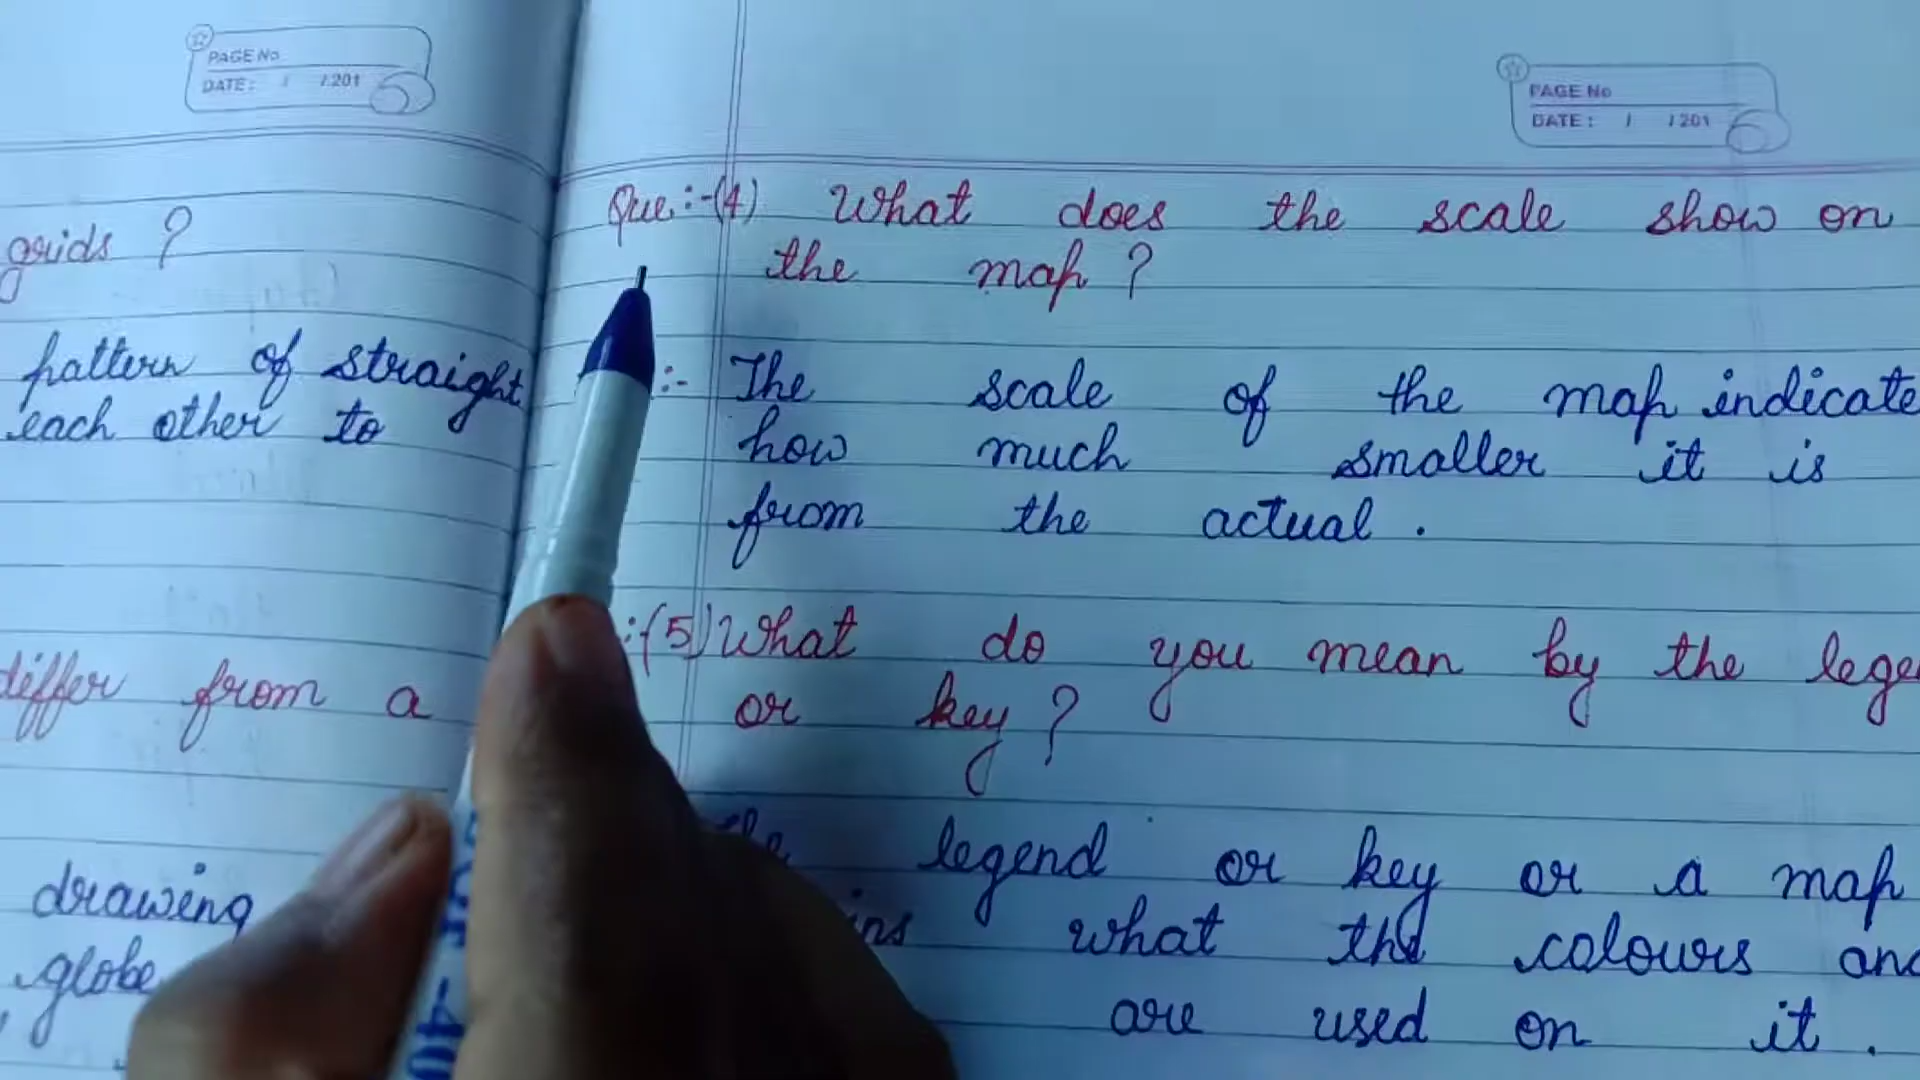 PAGE No
DATE : / / 201
grids ?
pattern of straight
each other to
differ from a
drawing
globe
PAGE No
DATE : / / 201
Que:-(4) What does the scale show on
the map ?
:- The scale of the map indicate
how much smaller it is
from the actual .
:(5) What do you mean by the
or key ?
legend or key or a map
what the colours
are used on it .